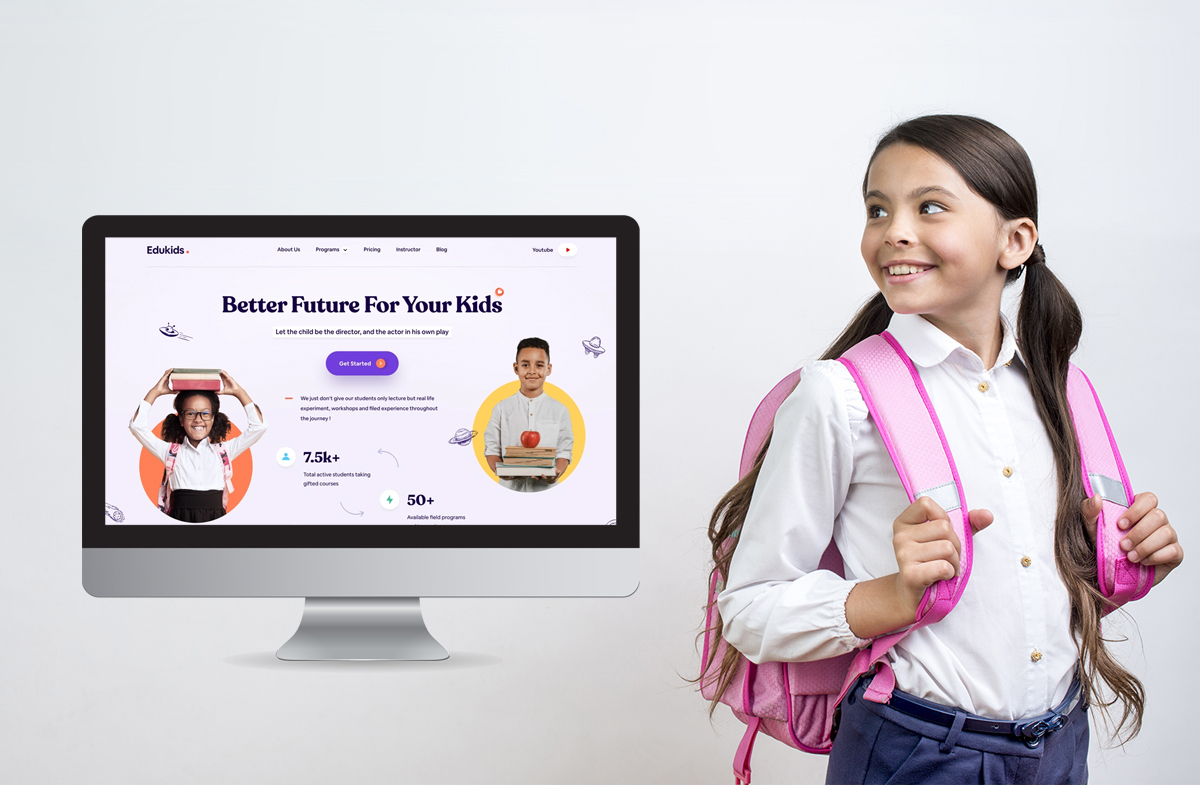 Edukids.
About Us Programs Pricing Instructor Blog Youtube
Better Future For Your Kids
Let the child be the director, and the actor in his own play
Get Started
We just don't give our students only lecture but real life
experiment, workshops and filed experience throughout
the journey !
7.5k+
Total active students taking
gifted courses
50+
Available field programs